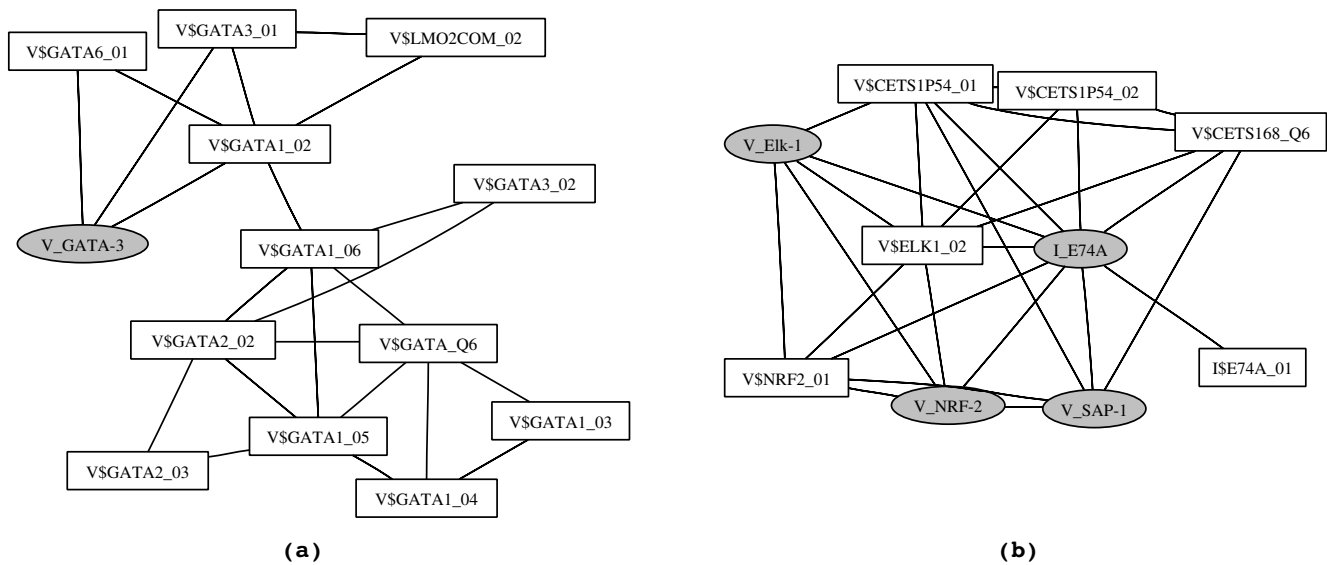 V$GATA3_01
V$GATA6_01
V$LMO2COM_02
V$GATA1_02
V$GATA3_02
V_GATA-3
V$GATA1_06
V$GATA2_02
V$GATA_Q6
V$GATA1_03
V$GATA1_05
V$GATA2_03
V$GATA1_04
(a)
V$CETS1P54_01
V$CETS1P54_02
V$CETS168_Q6
V_Elk-1
V$ELK1_02
I_E74A
I$E74A_01
V$NRF2_01
V_NRF-2
V_SAP-1
(b)